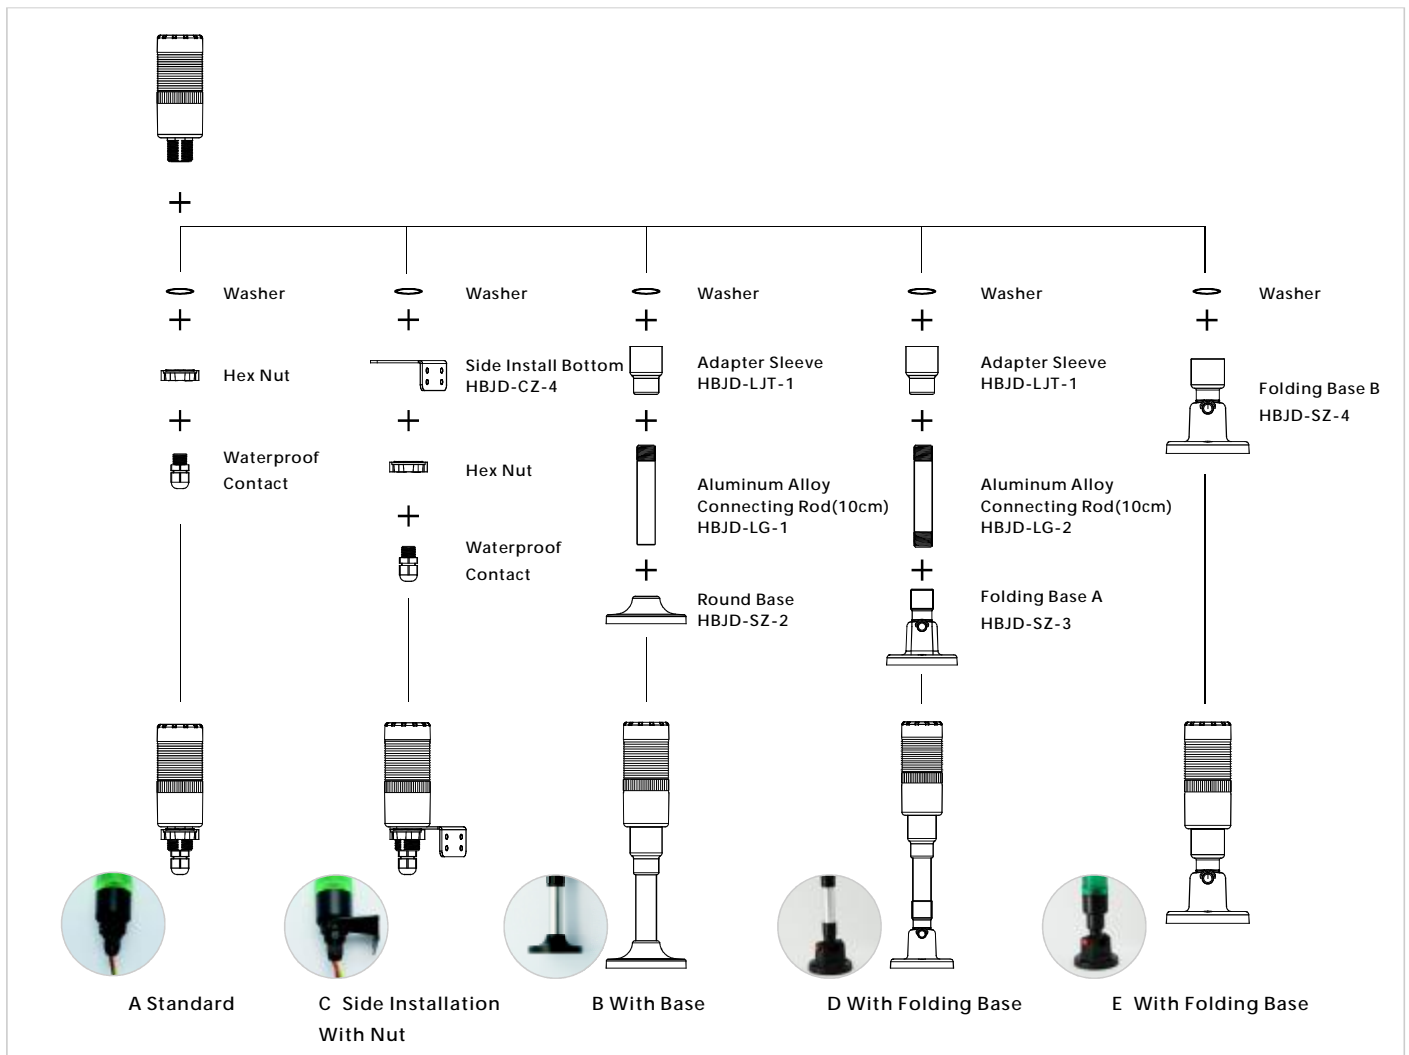 Washer
Hex Nut
Waterproof
Contact
Washer
Side Install Bottom
HBJD-CZ-4
Hex Nut
Waterproof
Contact
Washer
Adapter Sleeve
HBJD-LJT-1
Aluminum Alloy
Connecting Rod(10cm)
HBJD-LG-1
Round Base
HBJD-SZ-2
Washer
Adapter Sleeve
HBJD-LJT-1
Aluminum Alloy
Connecting Rod(10cm)
HBJD-LG-2
Folding Base A
HBJD-SZ-3
Washer
Folding Base B
HBJD-SZ-4
A Standard
C Side Installation
With Nut
B With Base
D With Folding Base
E With Folding Base